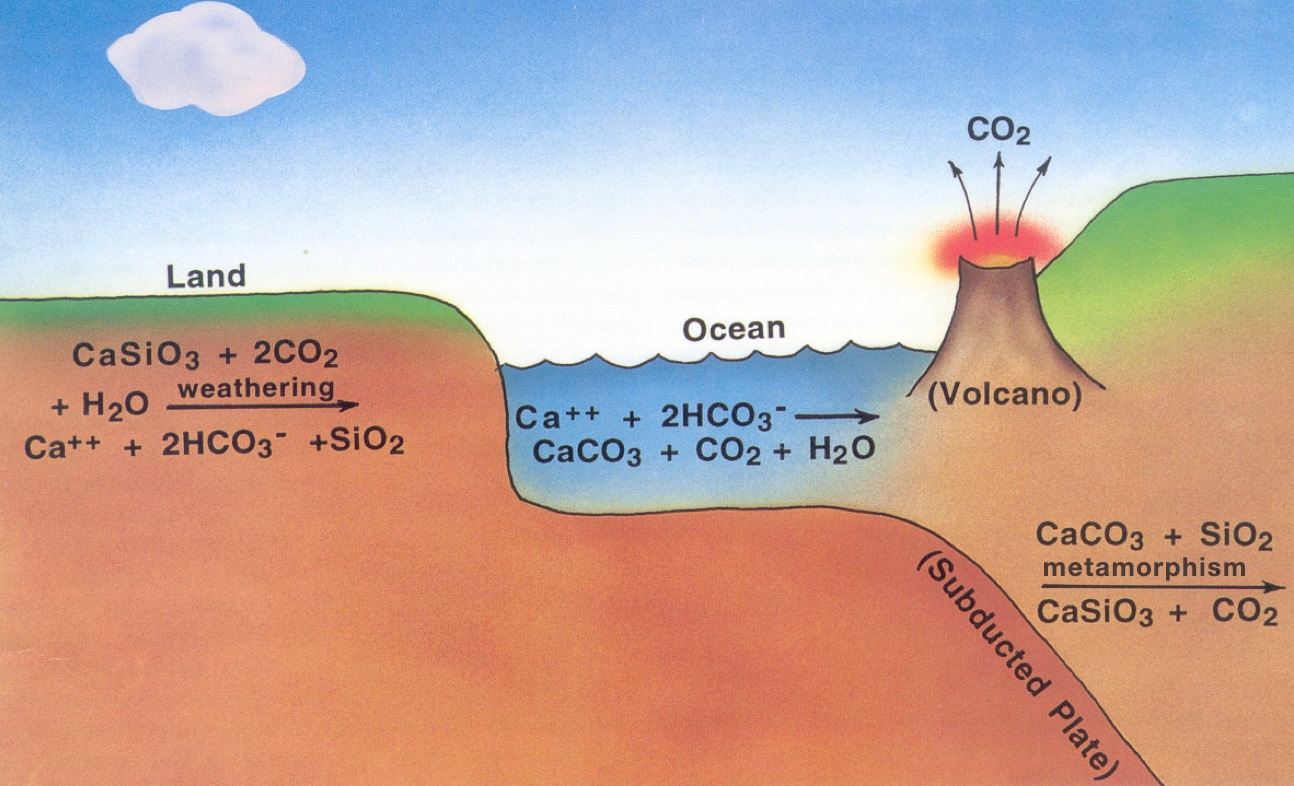 CO₂
Land
Ocean
CaSiO₃ + 2CO₂
+ H₂O weathering
Ca⁺⁺ + 2HCO₃⁻ +SiO₂
Ca⁺⁺ + 2HCO₃⁻
CaCO₃ + CO₂ + H₂O
(Volcano)
CaCO₃ + SiO₂
metamorphism
CaSiO₃ + CO₂
(Subducted Plate)